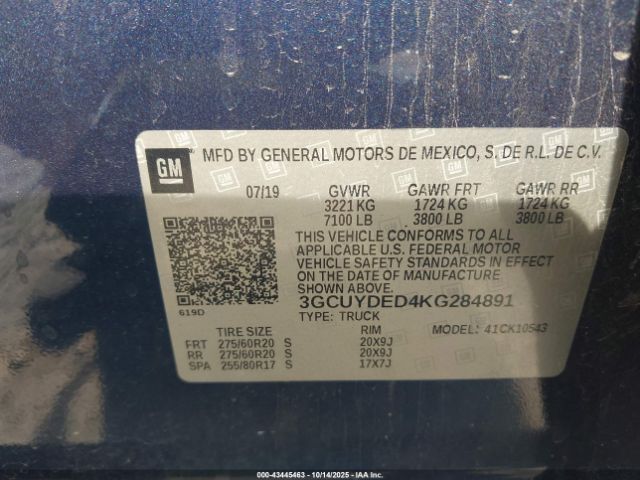 GM
MFD BY GENERAL MOTORS DE MEXICO, S. DE R.L. DE C.V.
07/19 GVWR GAWR FRT GAWR RR
3221 KG 1724 KG 1724 KG
7100 LB 3800 LB 3800 LB
THIS VEHICLE CONFORMS TO ALL
APPLICABLE U.S. FEDERAL MOTOR
VEHICLE SAFETY STANDARDS IN EFFECT
ON THE DATE OF MANUFACTURE
3GCUYDED4KG284891
619D
TYPE: TRUCK MODEL: 41CK10543
TIRE SIZE RIM
FRT 275/60R20 S 20X9J
RR 275/60R20 S 20X9J
SPA 255/80R17 S 17X7J
000-43445463 - 10/14/2025 - IAA Inc.